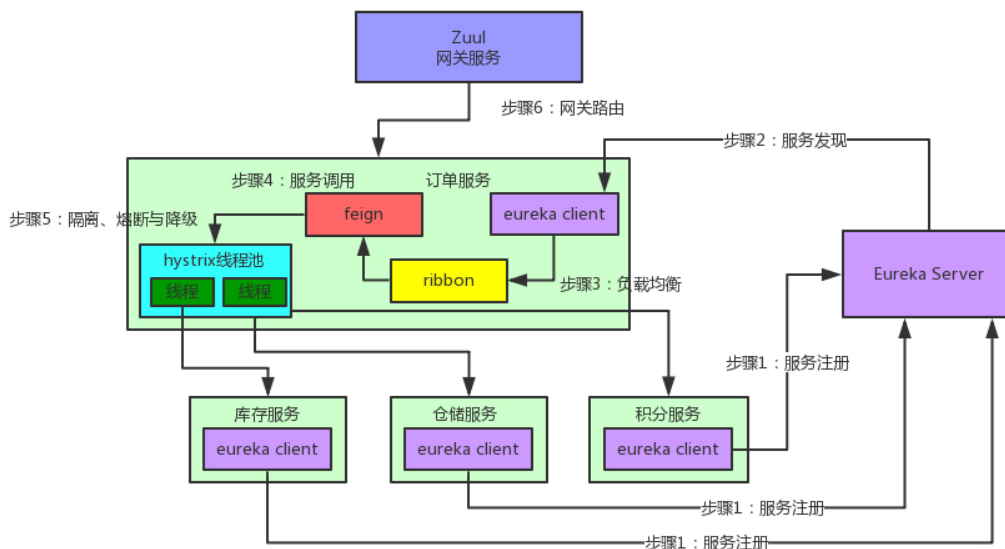 Zuul
网关服务
步骤6：网关路由
步骤2：服务发现
步骤4：服务调用
订单服务
feign
eureka client
步骤5：隔离、熔断与降级
hystrix线程池
线程
线程
ribbon
步骤3：负载均衡
Eureka Server
步骤1：服务注册
库存服务
eureka client
仓储服务
eureka client
积分服务
eureka client
步骤1：服务注册
步骤1：服务注册